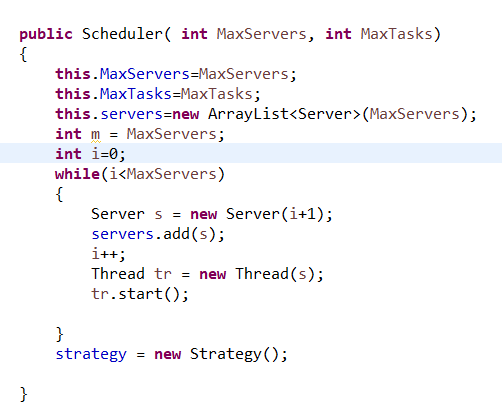 public Scheduler( int MaxServers, int MaxTasks)
{
    this.MaxServers=MaxServers;
    this.MaxTasks=MaxTasks;
    this.servers=new ArrayList<Server>(MaxServers);
    int m = MaxServers;
    int i=0;
    while(i<MaxServers)
    {
        Server s = new Server(i+1);
        servers.add(s);
        i++;
        Thread tr = new Thread(s);
        tr.start();

    }
    strategy = new Strategy();

}